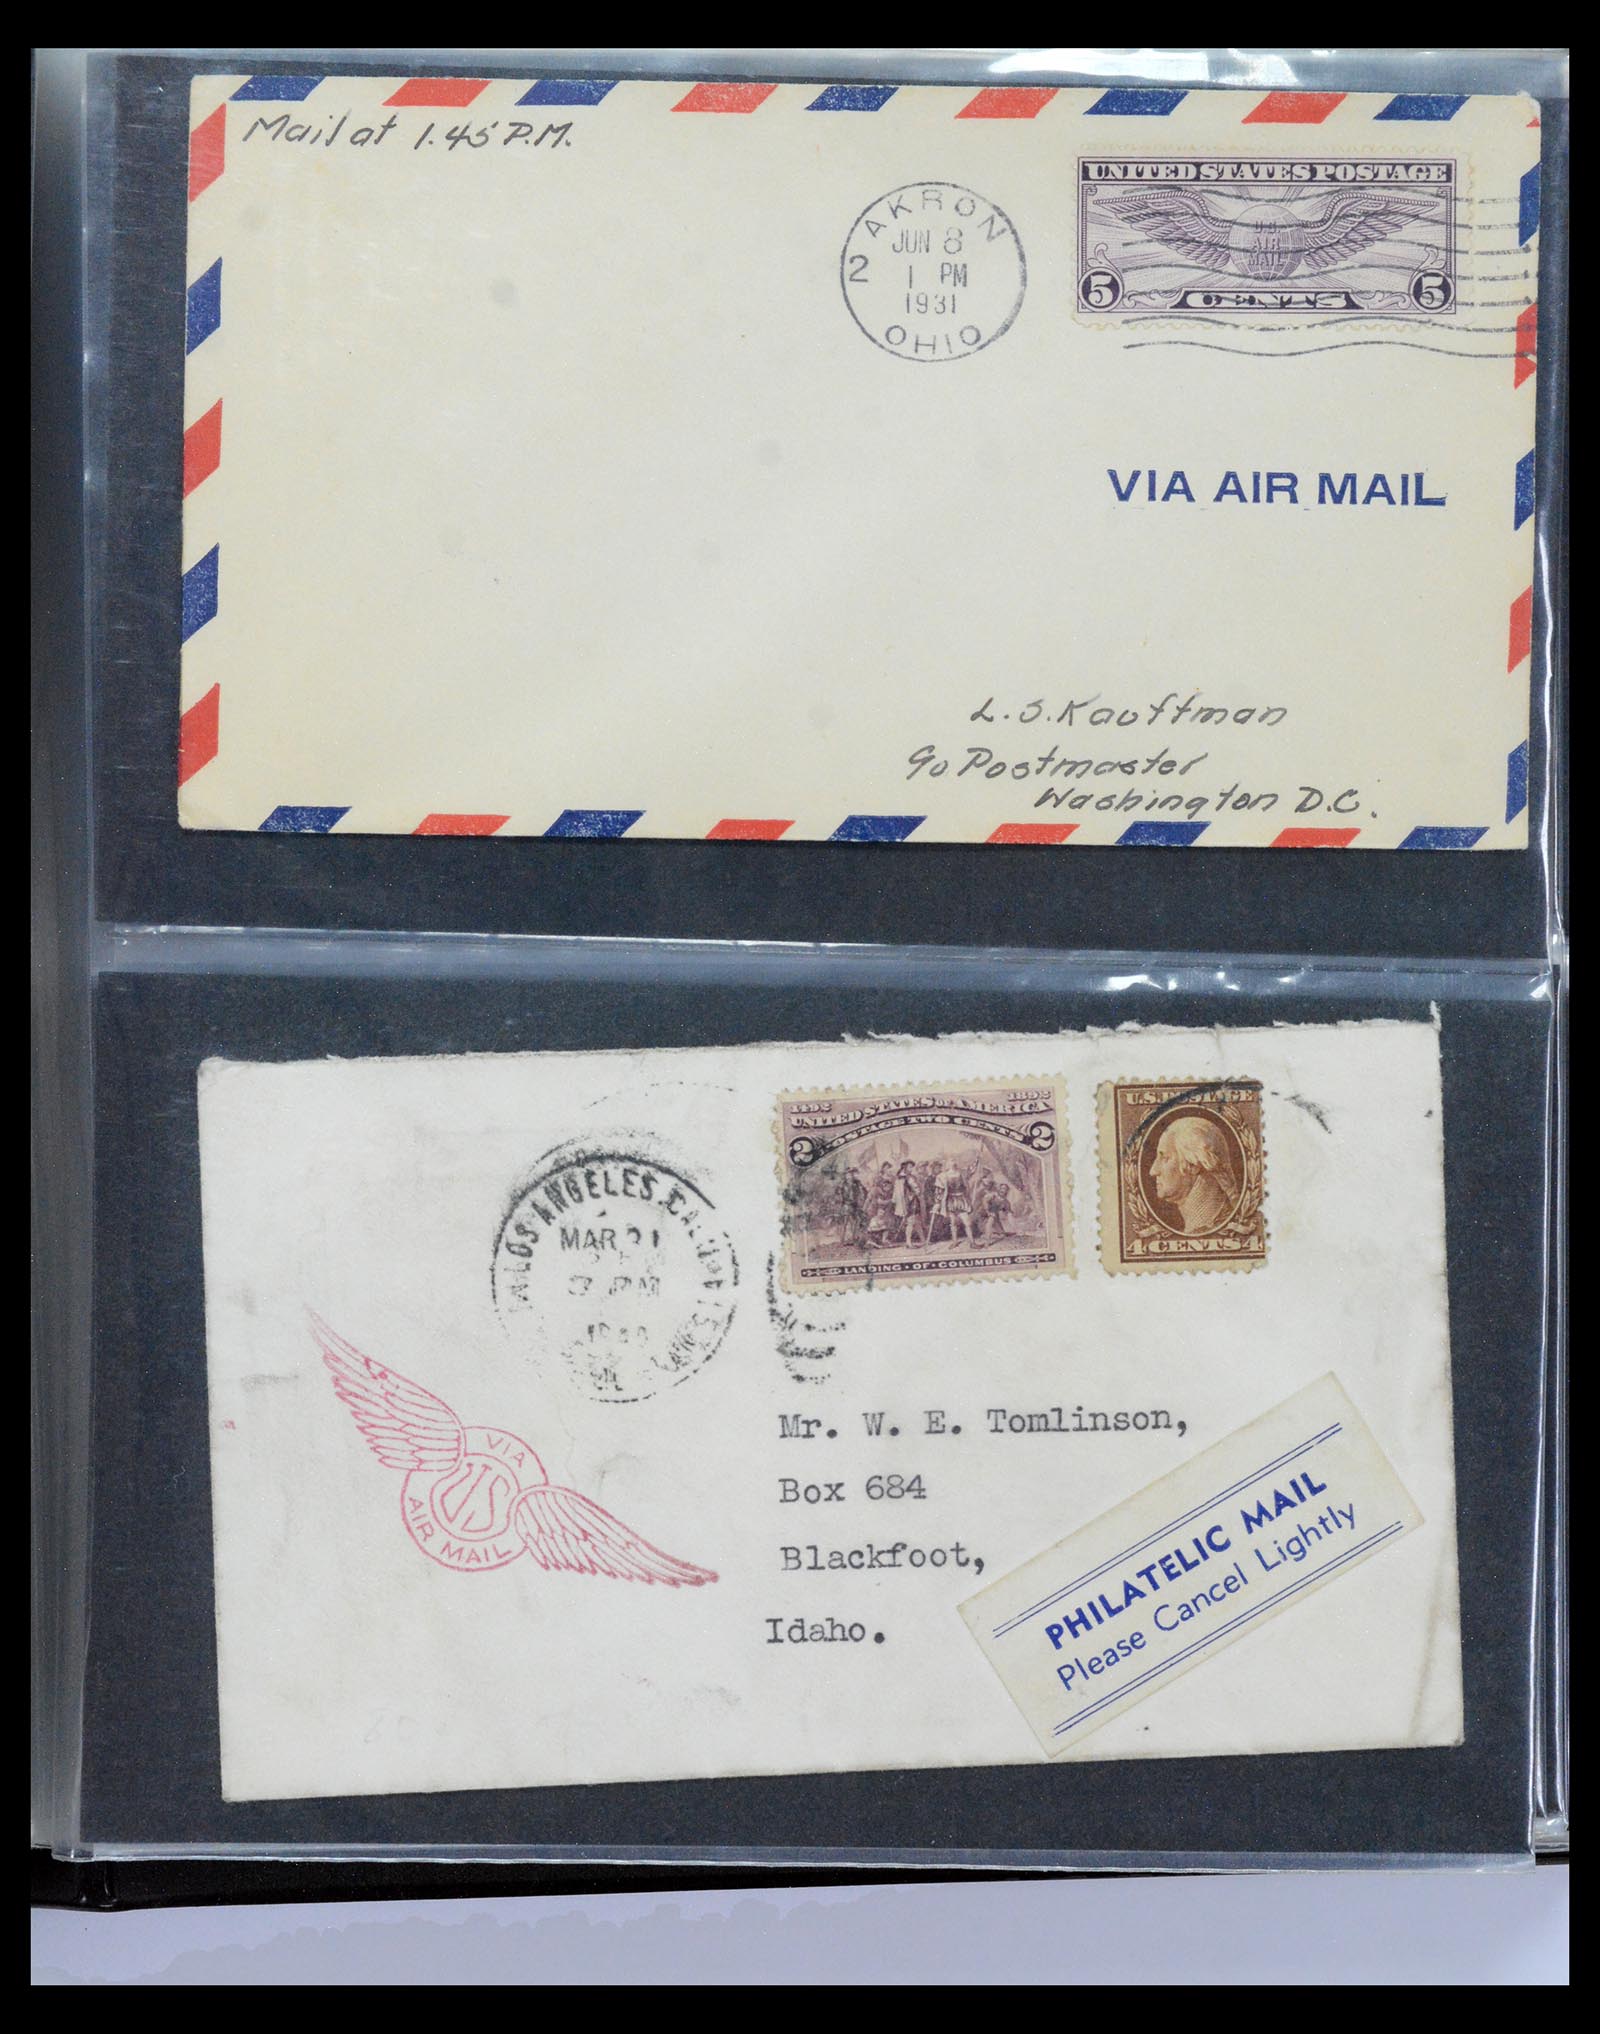 Mail at 1.45 P.M.
AKRON
JUN 8
2 1 PM
1931
OHIO
UNITED STATES POSTAGE
U.S.
AIR
MAIL
5 CENTS 5
VIA AIR MAIL
L. S. Kauffman
℅ Postmaster
Washington D.C.
LOS ANGELES, CALIF.
MAR 21
1492 1892
UNITED STATES OF AMERICA
2 POSTAGE TWO CENTS 2
LANDING·OF·COLUMBUS
U.S.POSTAGE
4 CENTS 4
VIA
US
AIR MAIL
Mr. W. E. Tomlinson,
Box 684
Blackfoot,
Idaho.
PHILATELIC MAIL
Please Cancel Lightly